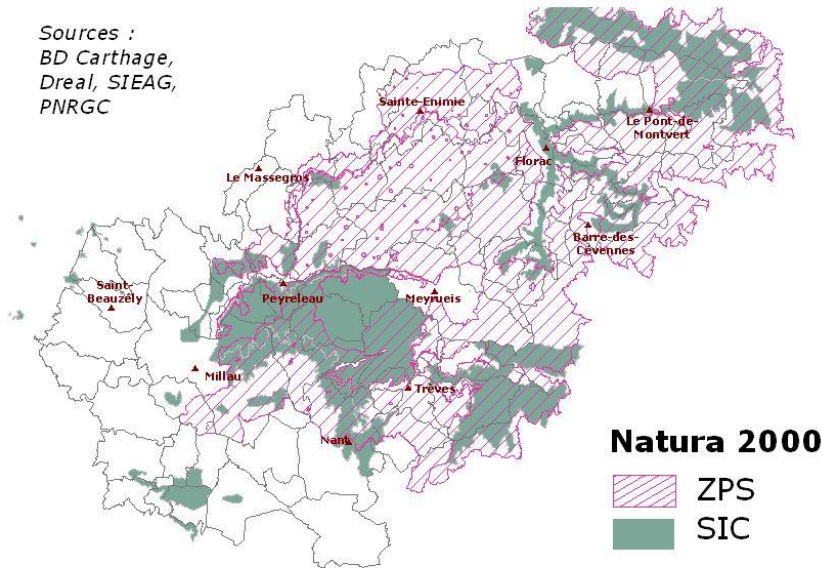 Sources :
BD Carthage,
Dreal, SIEAG,
PNRGC
Sainte-Enimie
Le Pont-de-
Montvert
Florac
Le Massegros
Barre-des-
Cévennes
Saint-
Beauzély
Peyreleau
Meyrueis
Millau
Trèves
Nant
Natura 2000
ZPS
SIC